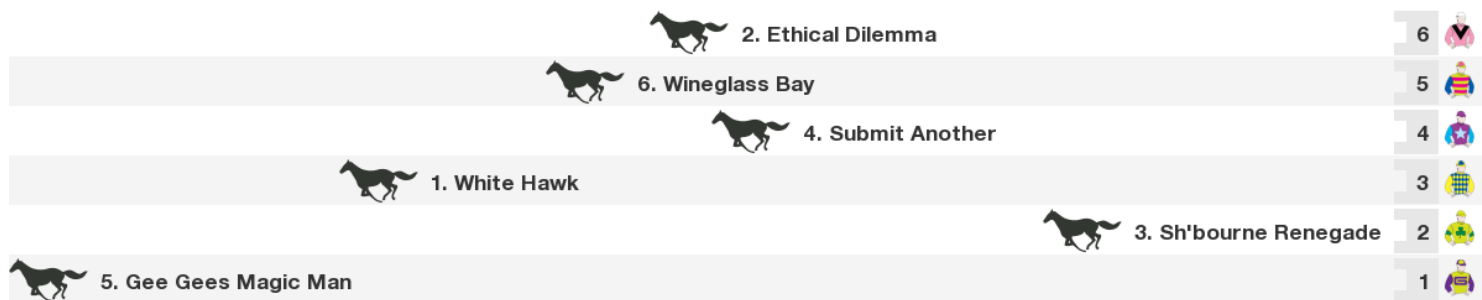 2. Ethical Dilemma 6
6. Wineglass Bay 5
4. Submit Another 4
1. White Hawk 3
3. Sh'bourne Renegade 2
5. Gee Gees Magic Man 1